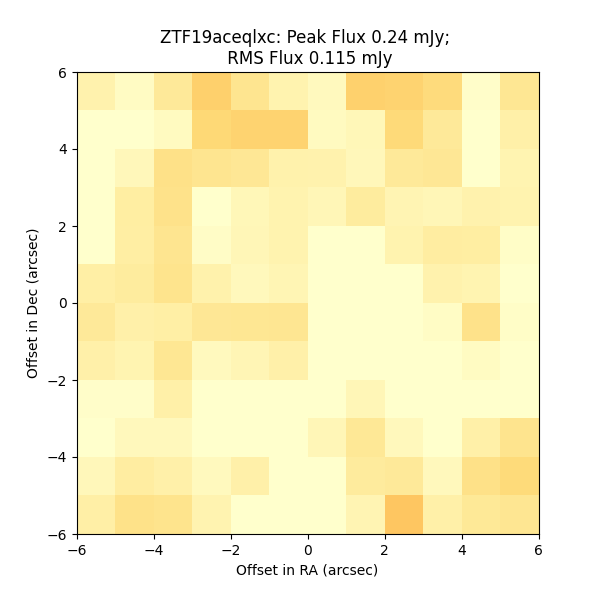 ZTF19aceqlxc: Peak Flux 0.24 mJy;
RMS Flux 0.115 mJy
6
4
2
0
−2
−4
−6
Offset in Dec (arcsec)
−6 −4 −2 0 2 4 6
Offset in RA (arcsec)